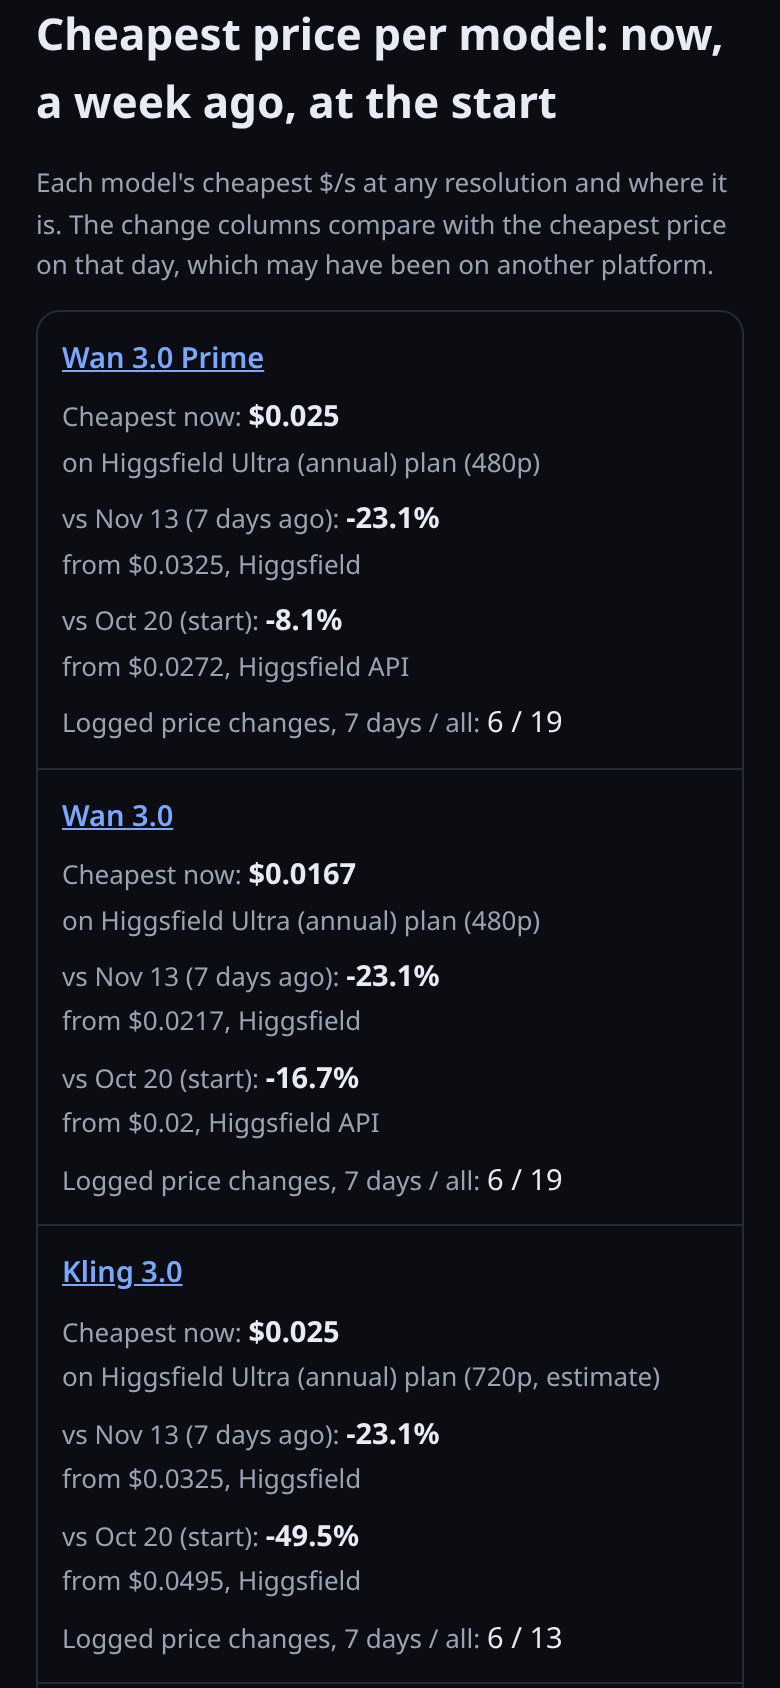 Cheapest price per model: now,
a week ago, at the start
Each model's cheapest $/s at any resolution and where it
is. The change columns compare with the cheapest price
on that day, which may have been on another platform.
Wan 3.0 Prime
Cheapest now: $0.025
on Higgsfield Ultra (annual) plan (480p)
vs Nov 13 (7 days ago): -23.1%
from $0.0325, Higgsfield
vs Oct 20 (start): -8.1%
from $0.0272, Higgsfield API
Logged price changes, 7 days / all: 6 / 19
Wan 3.0
Cheapest now: $0.0167
on Higgsfield Ultra (annual) plan (480p)
vs Nov 13 (7 days ago): -23.1%
from $0.0217, Higgsfield
vs Oct 20 (start): -16.7%
from $0.02, Higgsfield API
Logged price changes, 7 days / all: 6 / 19
Kling 3.0
Cheapest now: $0.025
on Higgsfield Ultra (annual) plan (720p, estimate)
vs Nov 13 (7 days ago): -23.1%
from $0.0325, Higgsfield
vs Oct 20 (start): -49.5%
from $0.0495, Higgsfield
Logged price changes, 7 days / all: 6 / 13